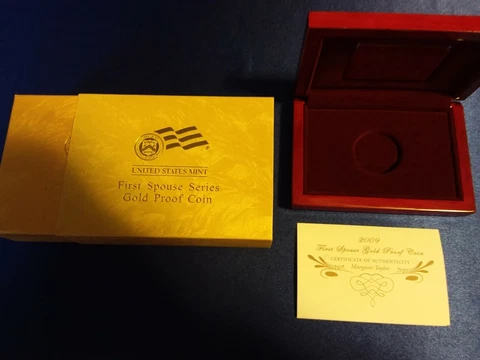 UNITED STATES MINT
First Spouse Series
Gold Proof Coin
2009
First Spouse Gold Proof Coin
CERTIFICATE OF AUTHENTICITY
Margaret Taylor